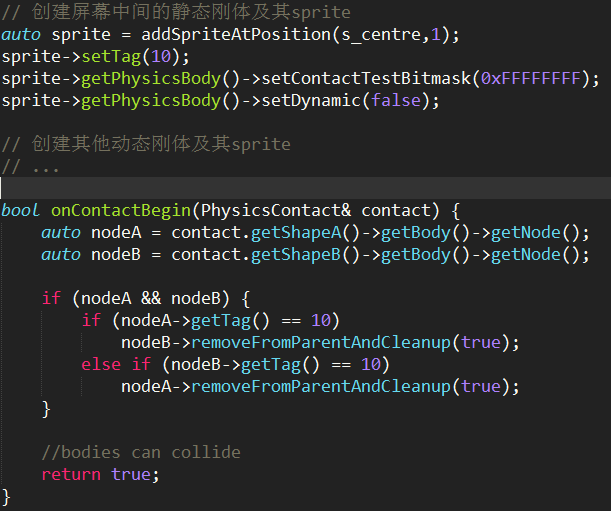 // 创建屏幕中间的静态刚体及其sprite
auto sprite = addSpriteAtPosition(s_centre,1);
sprite->setTag(10);
sprite->getPhysicsBody()->setContactTestBitmask(0xFFFFFFFF);
sprite->getPhysicsBody()->setDynamic(false);
// 创建其他动态刚体及其sprite
// ...
bool onContactBegin(PhysicsContact& contact) {
    auto nodeA = contact.getShapeA()->getBody()->getNode();
    auto nodeB = contact.getShapeB()->getBody()->getNode();
    if (nodeA && nodeB) {
        if (nodeA->getTag() == 10)
            nodeB->removeFromParentAndCleanup(true);
        else if (nodeB->getTag() == 10)
            nodeA->removeFromParentAndCleanup(true);
    }
    //bodies can collide
    return true;
}